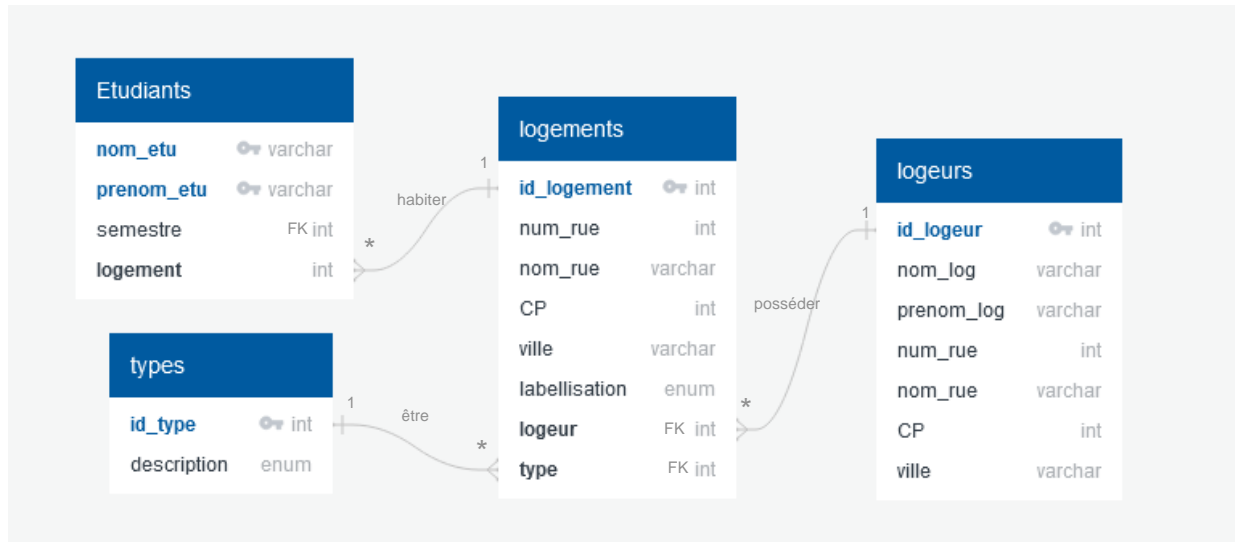 Etudiants
nom_etu varchar
prenom_etu varchar
semestre FK int
logement int
habiter
1
*
types
id_type int
description enum
1
être
*
logements
id_logement int
num_rue int
nom_rue varchar
CP int
ville varchar
labellisation enum
logeur FK int
type FK int
posséder
1
*
logeurs
id_logeur int
nom_log varchar
prenom_log varchar
num_rue int
nom_rue varchar
CP int
ville varchar